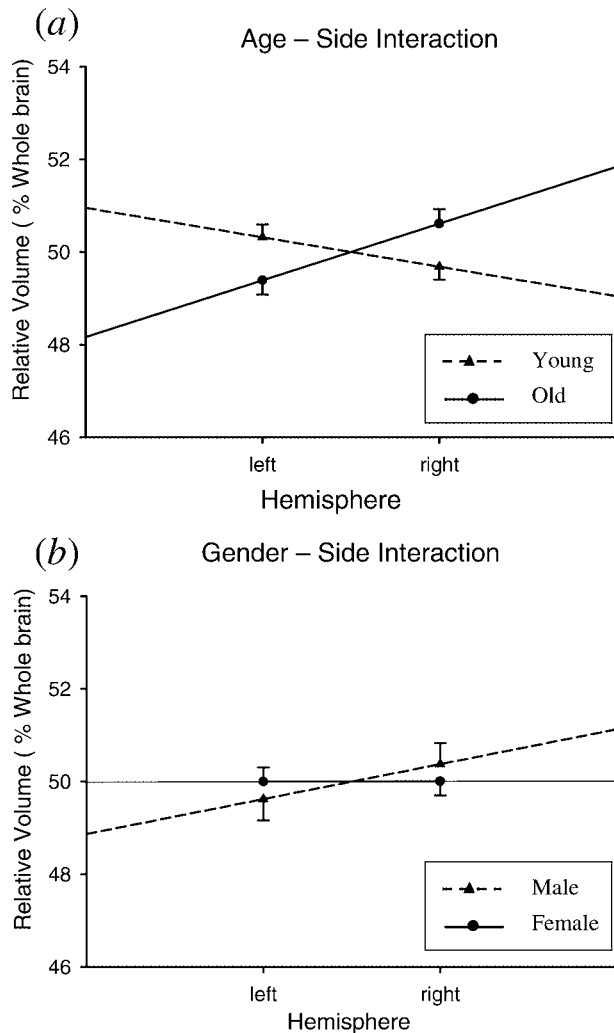 (a)
Age – Side Interaction
Relative Volume ( % Whole brain)
54
52
50
48
46
Young
Old
left
right
Hemisphere
(b)
Gender – Side Interaction
Relative Volume ( % Whole brain)
54
52
50
48
46
Male
Female
left
right
Hemisphere